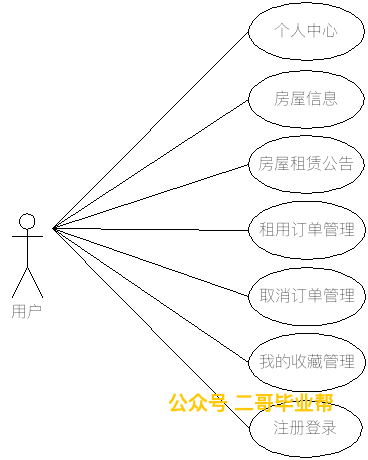 个人中心
房屋信息
房屋租赁公告
租用订单管理
取消订单管理
用户
我的收藏管理
公众号 二哥毕业帮
注册登录